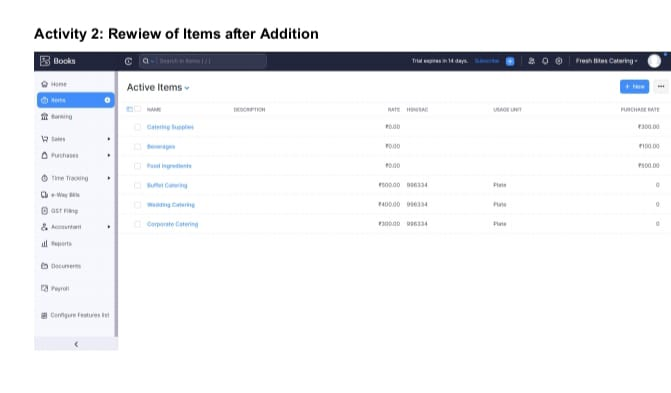 Activity 2: Rewiew of Items after Addition
Books
Search in Items ( / )
Trial expires in 14 days.
Subscribe
Fresh Bites Catering
Home
Items
Banking
Sales
Purchases
Time Tracking
e-Way Bills
GST Filing
Accountant
Reports
Documents
Payroll
Configure Features list
Active Items
+ New
NAME DESCRIPTION RATE HSN/SAC USAGE UNIT PURCHASE RATE
Catering Supplies ₹0.00 ₹300.00
Beverages ₹0.00 ₹100.00
Food Ingredients ₹0.00 ₹500.00
Buffet Catering ₹500.00 996334 Plate 0
Wedding Catering ₹400.00 996334 Plate 0
Corporate Catering ₹300.00 996334 Plate 0